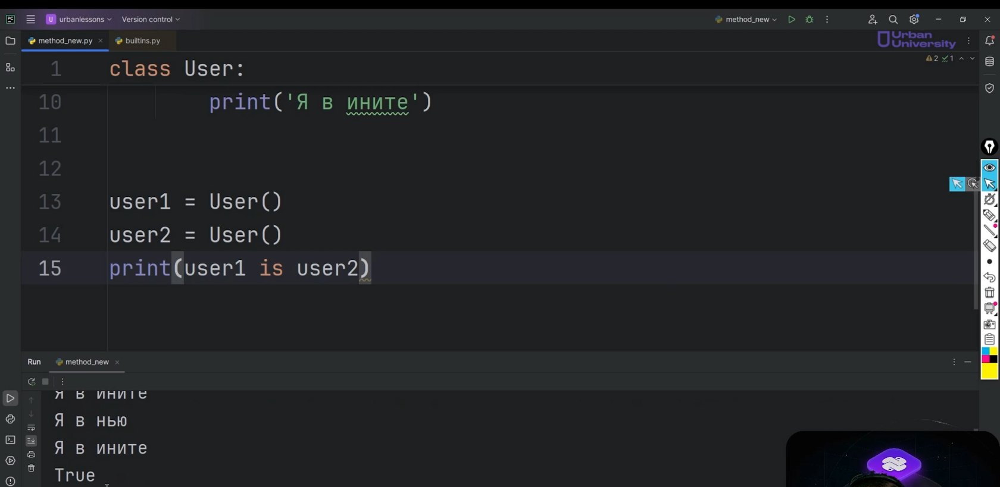 PC
U urbanlessons
Version control
method_new
method_new.py
builtins.py
Urban
University
1 class User:
2 1
10 print('Я в ините')
11
12
13 user1 = User()
14 user2 = User()
15 print(user1 is user2)
Run method_new
Я в ините
Я в нью
Я в ините
True